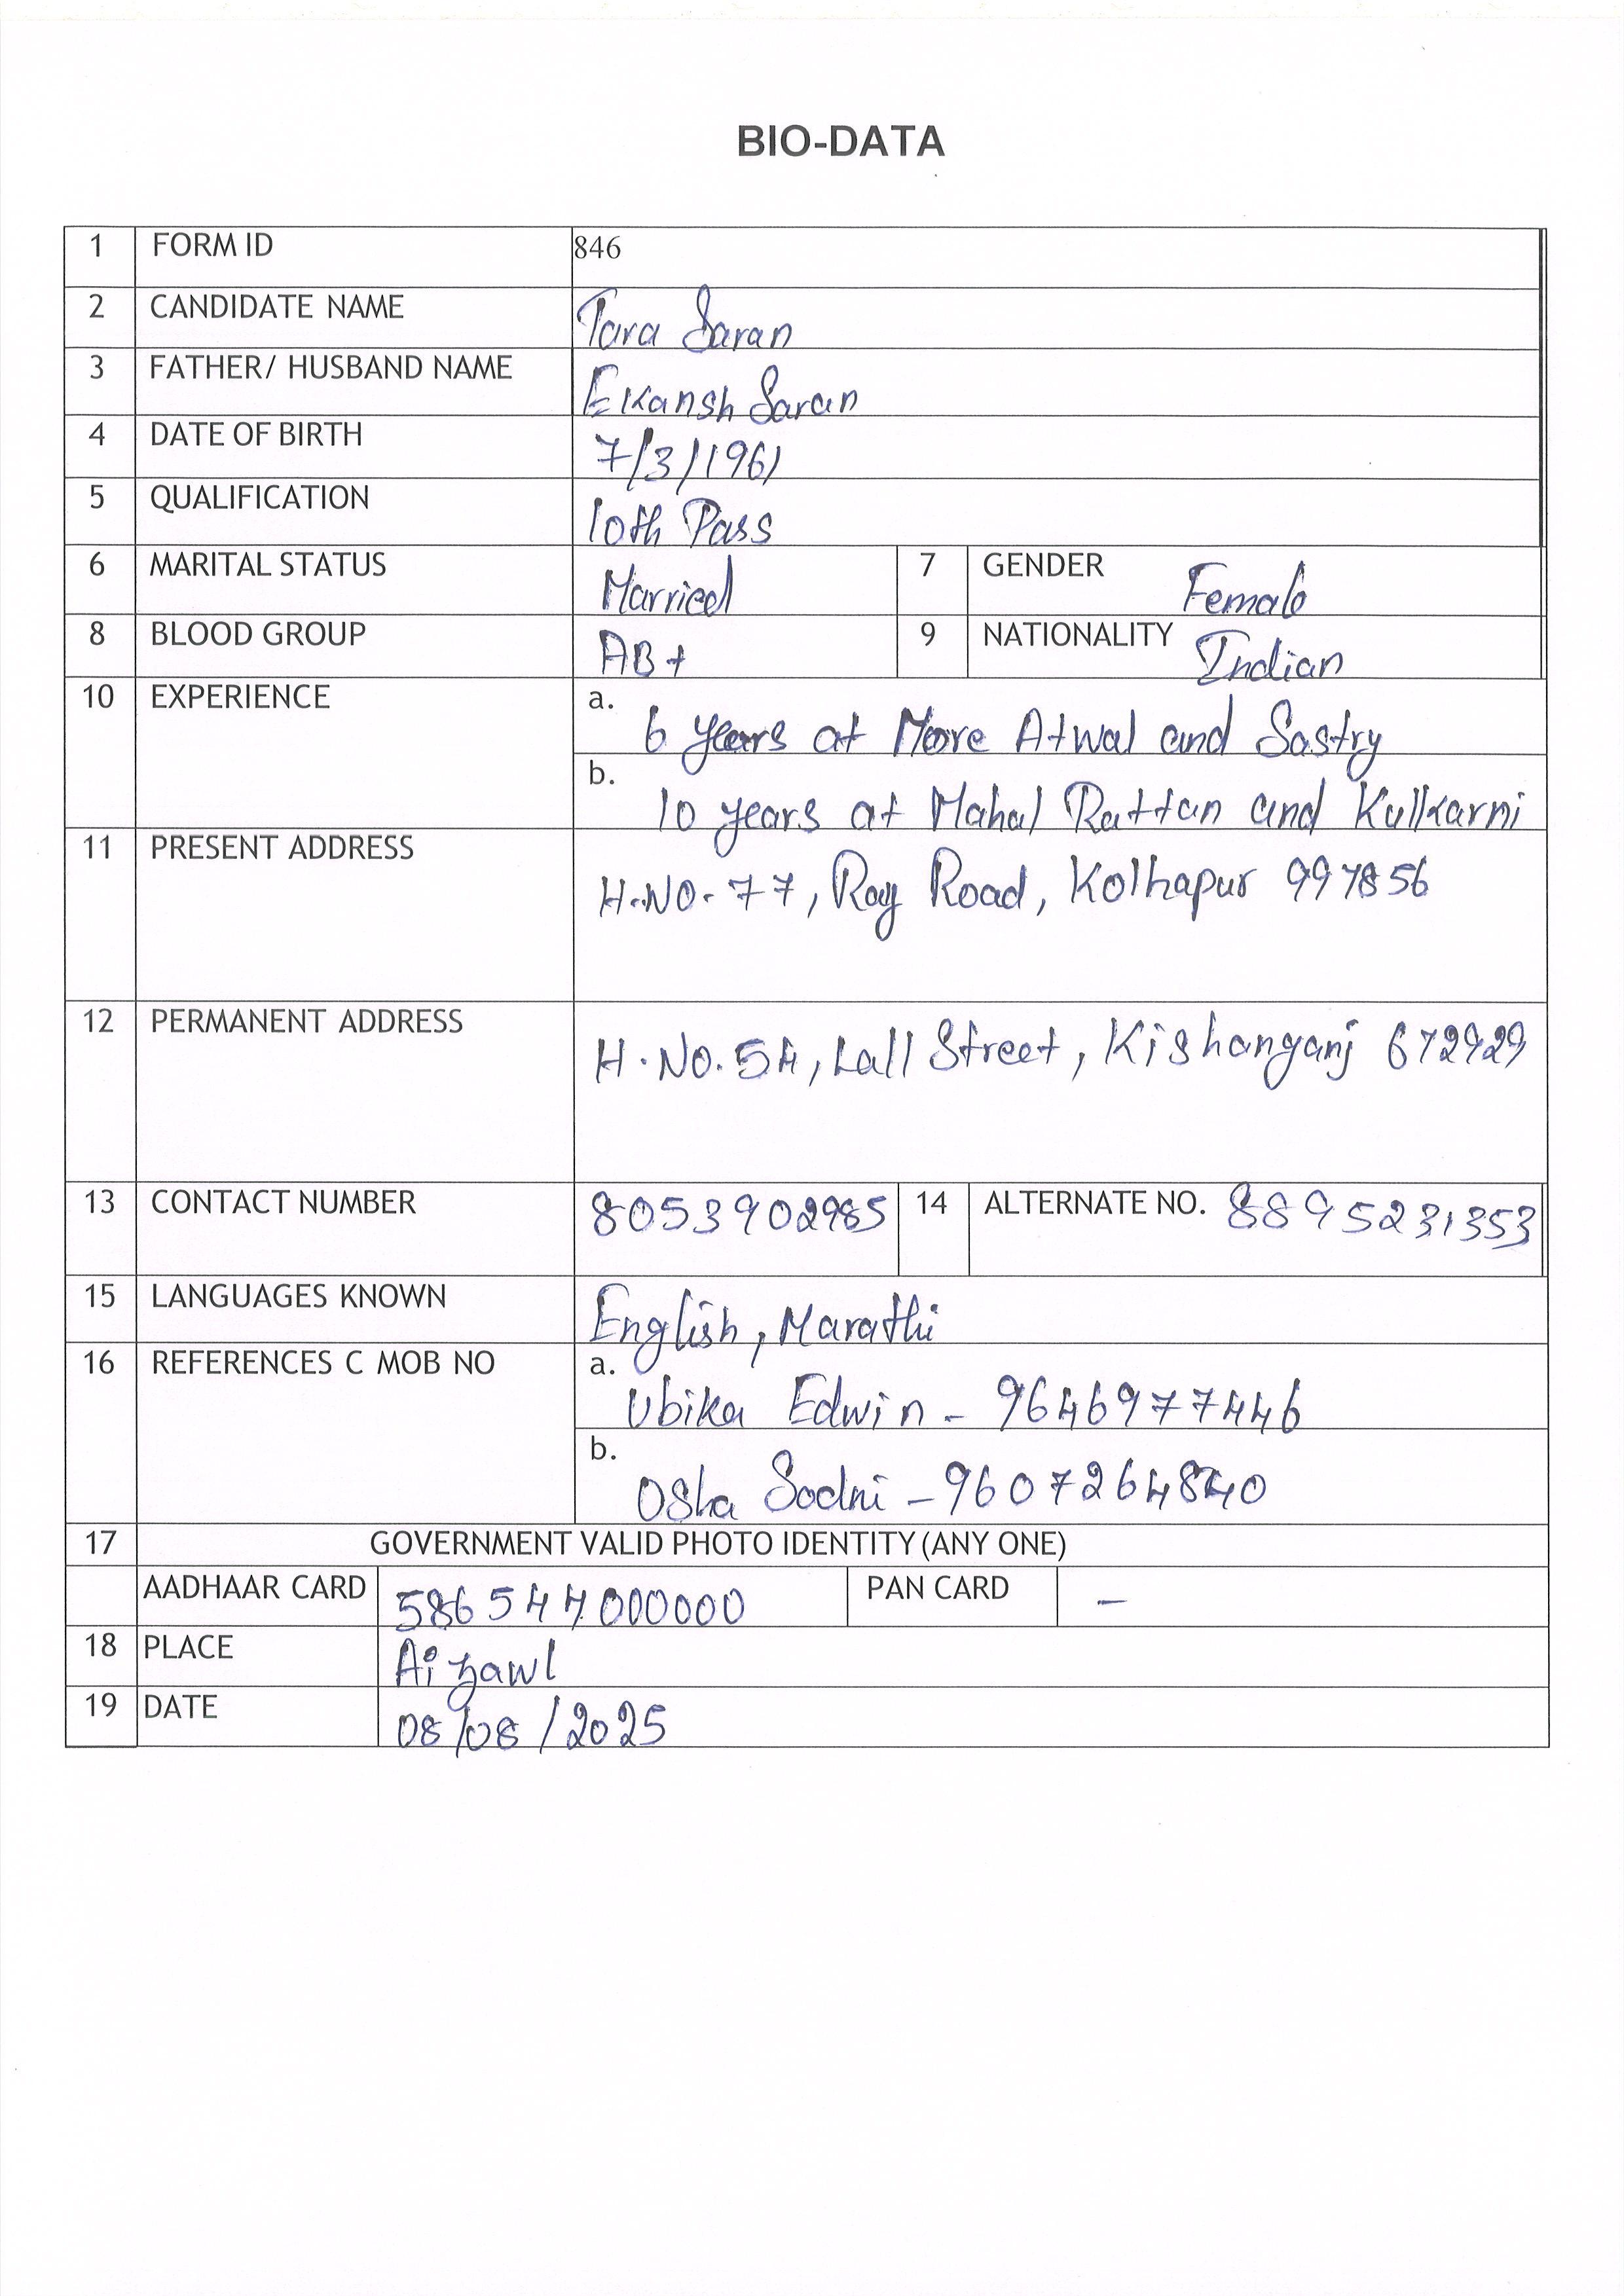 BIO-DATA
1 FORM ID 846
2 CANDIDATE NAME Tara Saran
3 FATHER/ HUSBAND NAME Ekansh Saran
4 DATE OF BIRTH 7/3/1961
5 QUALIFICATION 10th Pass
6 MARITAL STATUS Married 7 GENDER Female
8 BLOOD GROUP AB+ 9 NATIONALITY Indian
10 EXPERIENCE a. 6 years at More Atwal and Sastry
b. 10 years at Mahal Rattan and Kulkarni
11 PRESENT ADDRESS H.NO-77, Ray Road, Kolhapur 997856
12 PERMANENT ADDRESS H.No.54, Lall Street, Kishanganj 672929
13 CONTACT NUMBER 8053902985 14 ALTERNATE NO. 8895231353
15 LANGUAGES KNOWN English, Marathi
16 REFERENCES C MOB NO a. Ubika Edwin - 9646977446
b. Osha Sodhi - 9607264840
17 GOVERNMENT VALID PHOTO IDENTITY (ANY ONE)
AADHAAR CARD 586544000000 PAN CARD -
18 PLACE Aizawl
19 DATE 08/08/2025